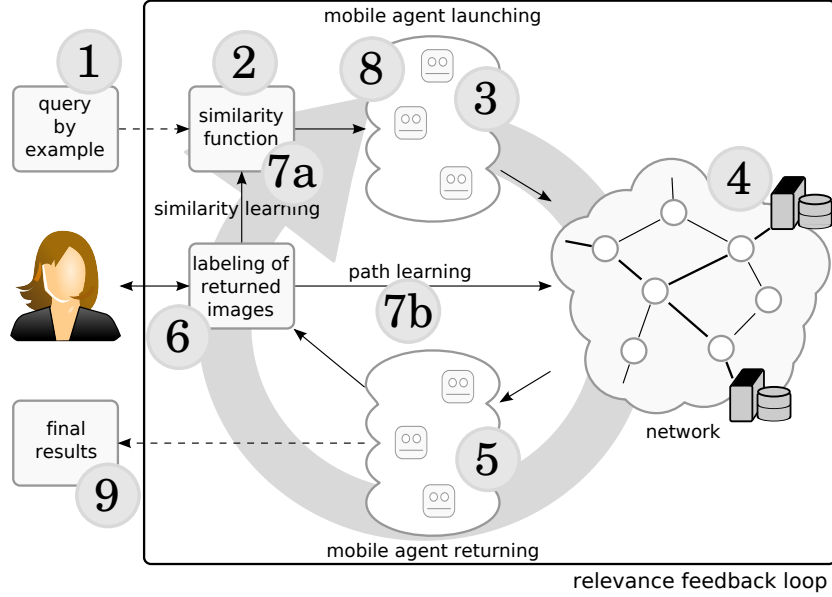 mobile agent launching
1
2
8
3
4
query
by
example
similarity
function
7a
similarity learning
labeling of
returned
images
path learning
7b
6
network
final
results
5
9
mobile agent returning
relevance feedback loop